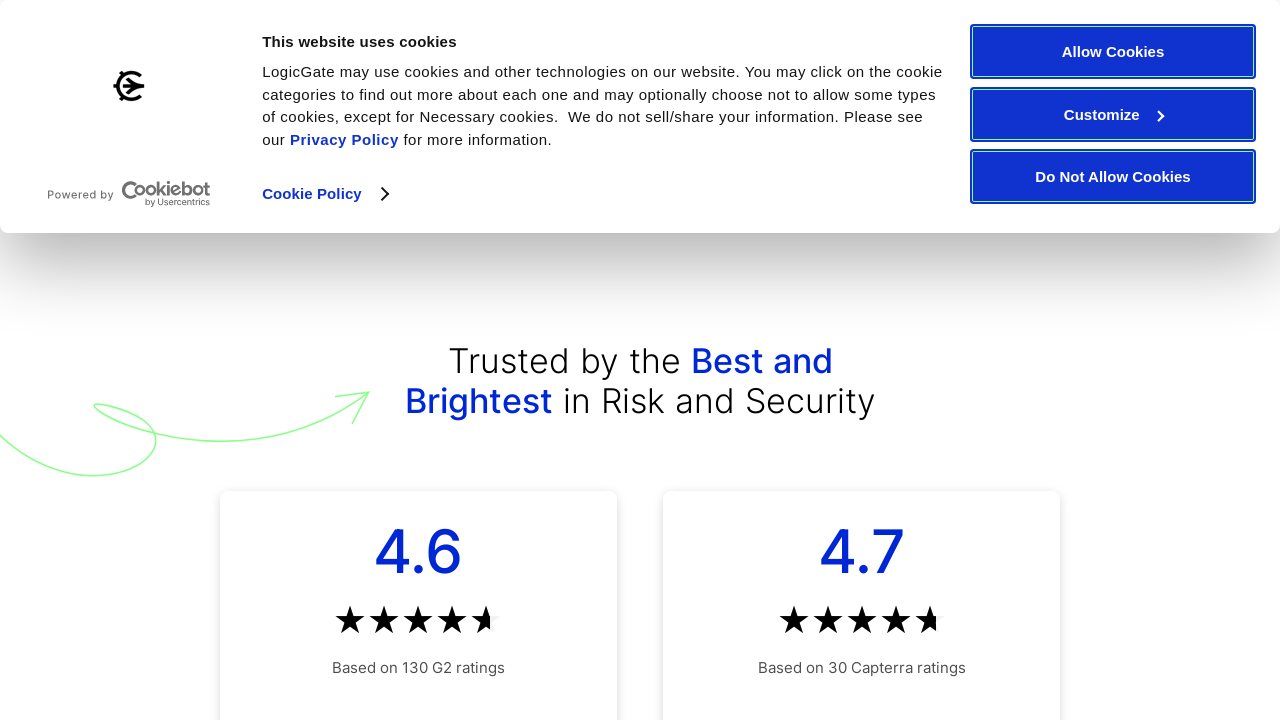 This website uses cookies
LogicGate may use cookies and other technologies on our website. You may click on the cookie
categories to find out more about each one and may optionally choose not to allow some types
of cookies, except for Necessary cookies.  We do not sell/share your information. Please see
our Privacy Policy for more information.
Cookie Policy
Powered by Cookiebot
by Usercentrics
Allow Cookies
Customize
Do Not Allow Cookies
Trusted by the Best and
Brightest in Risk and Security
4.6
Based on 130 G2 ratings
4.7
Based on 30 Capterra ratings